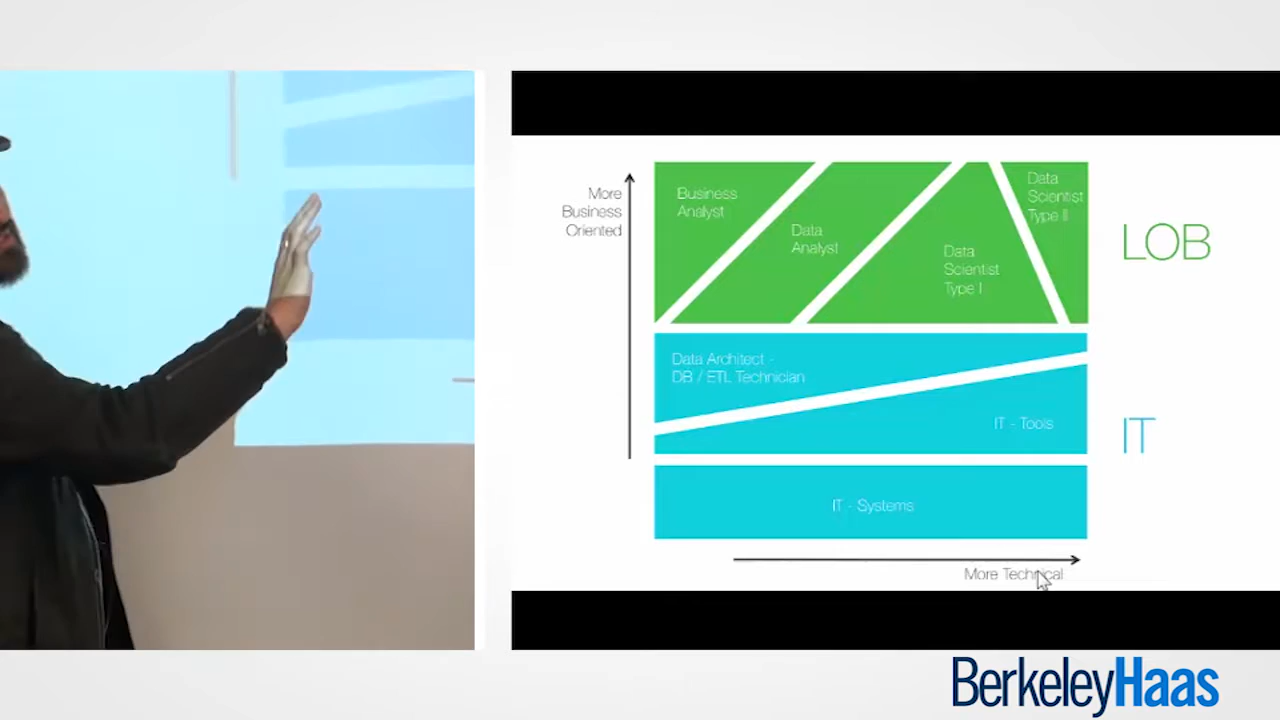 More
Business
Oriented
Business
Analyst
Data
Analyst
Data
Scientist
Type I
Data
Scientist
Type II
LOB
Data Architect -
DB / ETL Technician
IT - Tools
IT
IT - Systems
More Technical
BerkeleyHaas